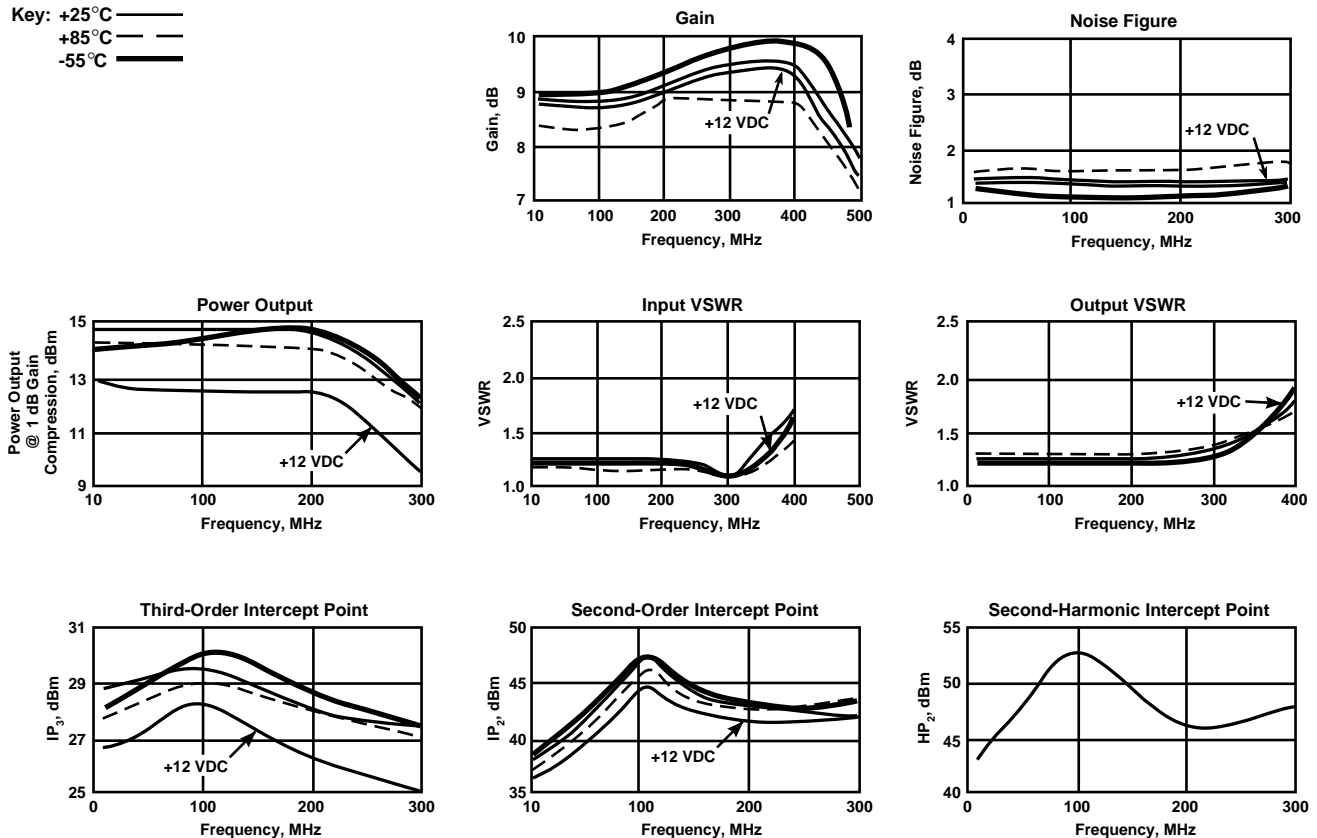 Key: +25°C
+85°C
-55°C
Gain
Gain, dB
10
9
8
7
+12 VDC
10 100 200 300 400 500
Frequency, MHz
Noise Figure
Noise Figure, dB
4
3
2
1
+12 VDC
0 100 200 300
Frequency, MHz
Power Output
Power Output
@ 1 dB Gain
Compression, dBm
15
13
11
9
+12 VDC
10 100 200 300
Frequency, MHz
Input VSWR
VSWR
2.5
2.0
1.5
1.0
+12 VDC
10 100 200 300 400 500
Frequency, MHz
Output VSWR
VSWR
2.5
2.0
1.5
1.0
+12 VDC
0 100 200 300 400
Frequency, MHz
Third-Order Intercept Point
IP3, dBm
31
29
27
25
+12 VDC
0 100 200 300
Frequency, MHz
Second-Order Intercept Point
IP2, dBm
50
45
40
35
+12 VDC
10 100 200 300
Frequency, MHz
Second-Harmonic Intercept Point
HP2, dBm
55
50
45
40
0 100 200 300
Frequency, MHz